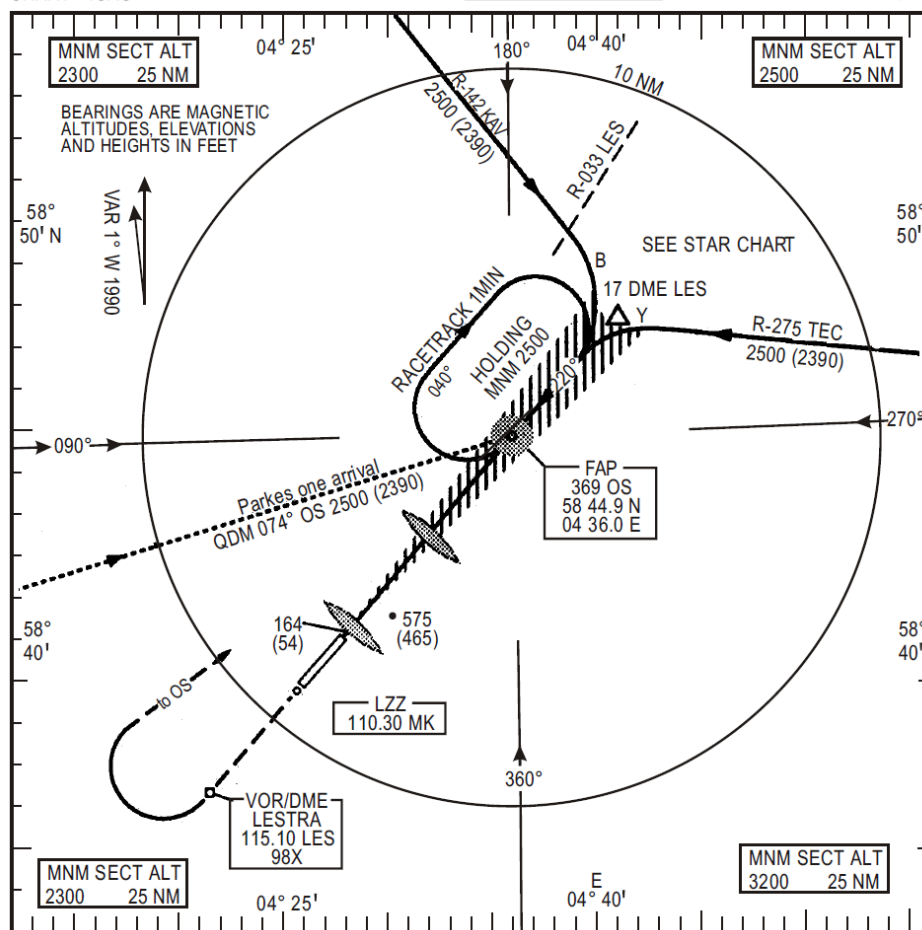 MNM SECT ALT
2300 25 NM
04° 25'
180°
04° 40'
MNM SECT ALT
2500 25 NM
10 NM
BEARINGS ARE MAGNETIC
ALTITUDES, ELEVATIONS
AND HEIGHTS IN FEET
VAR 1° W 1990
R-142 KAV
2500 (2390)
R-033 LES
58°
50' N
58°
50'
SEE STAR CHART
B
17 DME LES
Y
R-275 TEC
2500 (2390)
RACETRACK 1MIN
040°
HOLDING
MNM 2500
220°
090°
270°
Parkes one arrival
QDM 074° OS 2500 (2390)
FAP
369 OS
58 44.9 N
04 36.0 E
164
(54)
575
(465)
58°
40'
58°
40'
to OS
LZZ
110.30 MK
360°
VOR/DME
LESTRA
115.10 LES
98X
MNM SECT ALT
2300 25 NM
04° 25'
E
04° 40'
MNM SECT ALT
3200 25 NM